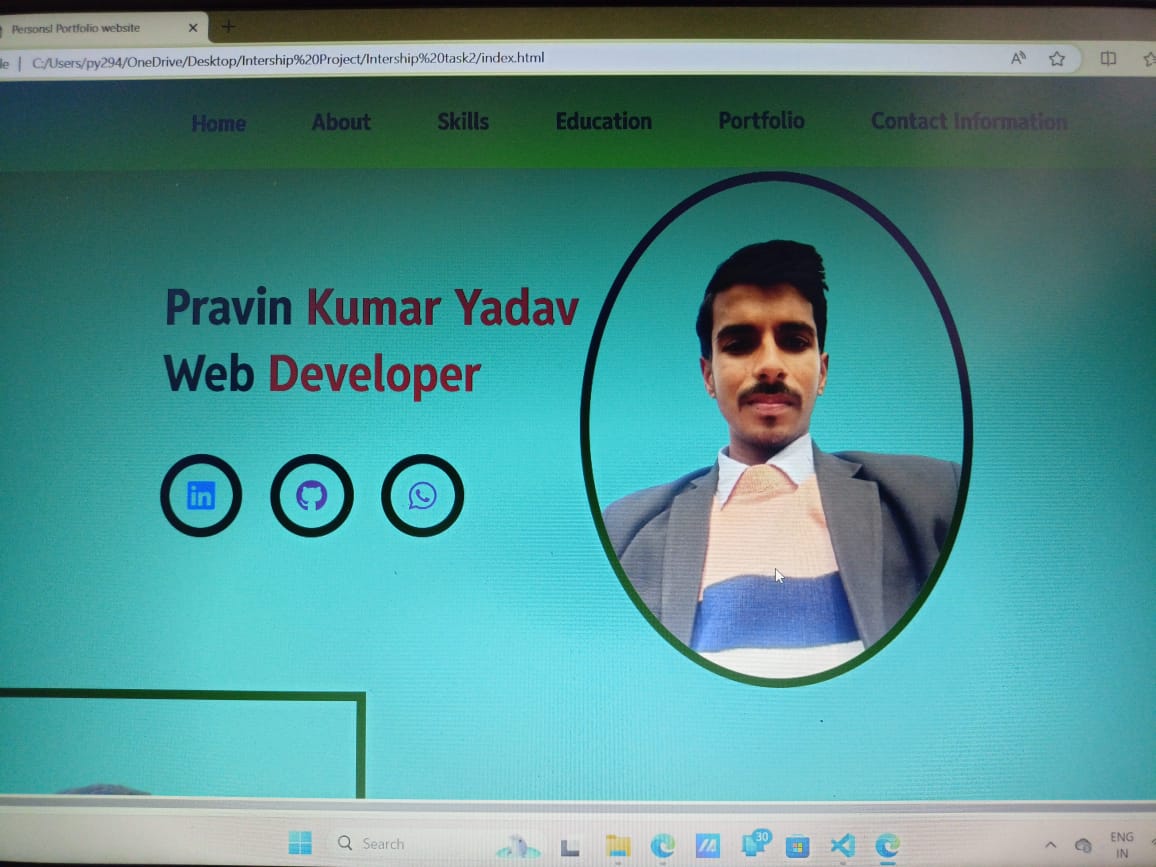 Personsl Portfolio website
le | C:/Users/py294/OneDrive/Desktop/Intership%20Project/Intership%20task2/index.html
Home About Skills Education Portfolio Contact Information
Pravin Kumar Yadav
Web Developer
in
Search
30
ENG
IN